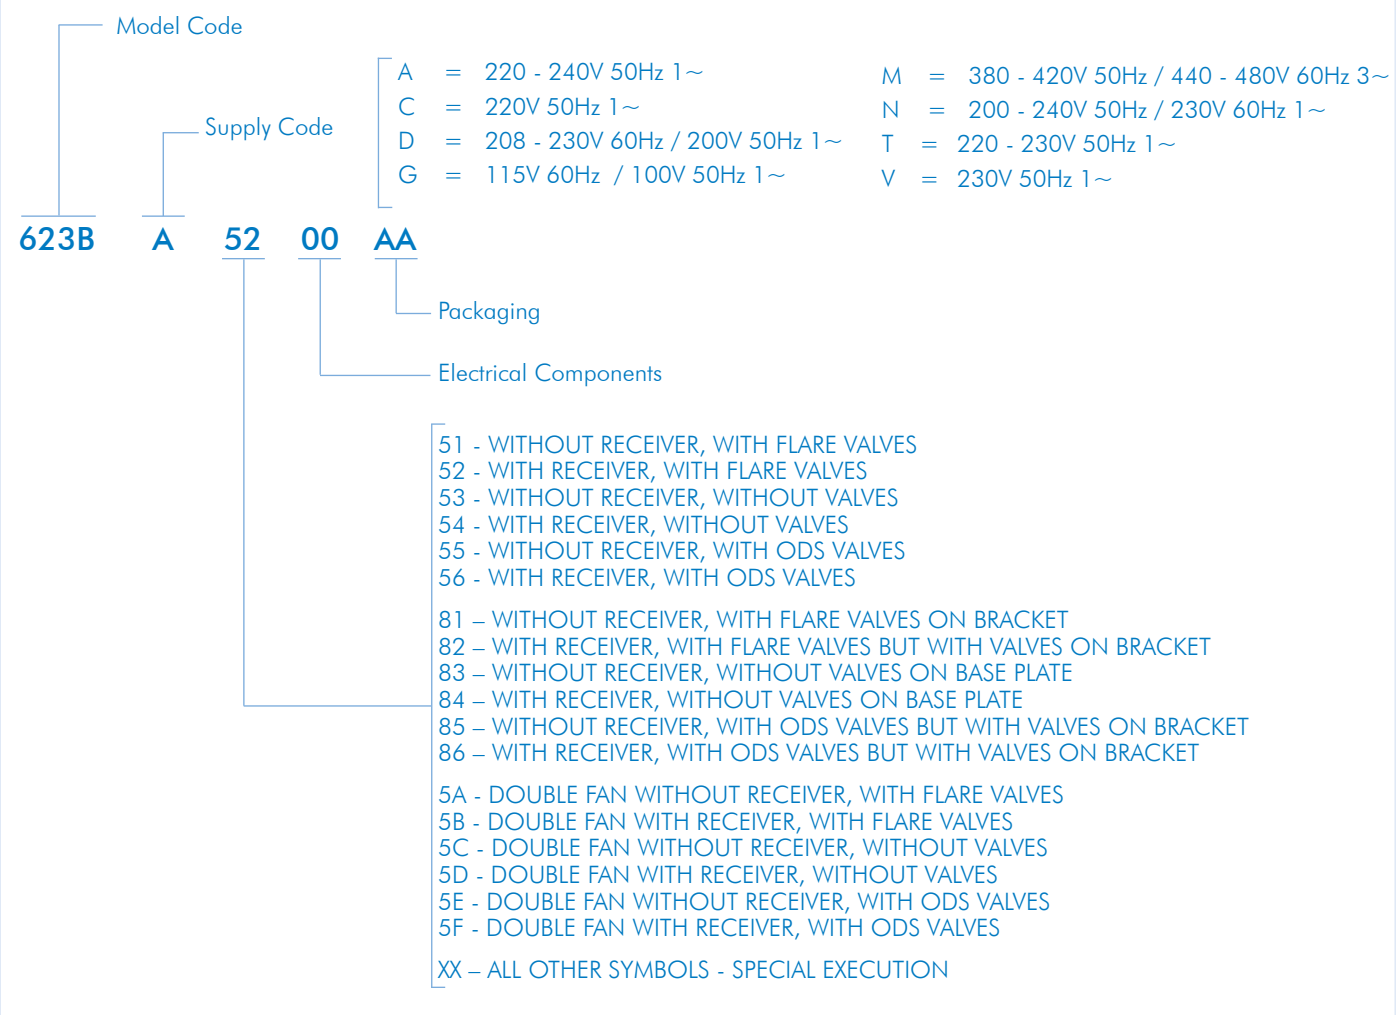 Model Code
A = 220 - 240V 50Hz 1~
C = 220V 50Hz 1~
D = 208 - 230V 60Hz / 200V 50Hz 1~
G = 115V 60Hz / 100V 50Hz 1~
M = 380 - 420V 50Hz / 440 - 480V 60Hz 3~
N = 200 - 240V 50Hz / 230V 60Hz 1~
T = 220 - 230V 50Hz 1~
V = 230V 50Hz 1~
Supply Code
623B A 52 00 AA
Packaging
Electrical Components
51 - WITHOUT RECEIVER, WITH FLARE VALVES
52 - WITH RECEIVER, WITH FLARE VALVES
53 - WITHOUT RECEIVER, WITHOUT VALVES
54 - WITH RECEIVER, WITHOUT VALVES
55 - WITHOUT RECEIVER, WITH ODS VALVES
56 - WITH RECEIVER, WITH ODS VALVES
81 – WITHOUT RECEIVER, WITH FLARE VALVES ON BRACKET
82 – WITH RECEIVER, WITH FLARE VALVES BUT WITH VALVES ON BRACKET
83 – WITHOUT RECEIVER, WITHOUT VALVES ON BASE PLATE
84 – WITH RECEIVER, WITHOUT VALVES ON BASE PLATE
85 – WITHOUT RECEIVER, WITH ODS VALVES BUT WITH VALVES ON BRACKET
86 – WITH RECEIVER, WITH ODS VALVES BUT WITH VALVES ON BRACKET
5A - DOUBLE FAN WITHOUT RECEIVER, WITH FLARE VALVES
5B - DOUBLE FAN WITH RECEIVER, WITH FLARE VALVES
5C - DOUBLE FAN WITHOUT RECEIVER, WITHOUT VALVES
5D - DOUBLE FAN WITH RECEIVER, WITHOUT VALVES
5E - DOUBLE FAN WITHOUT RECEIVER, WITH ODS VALVES
5F - DOUBLE FAN WITH RECEIVER, WITH ODS VALVES
XX – ALL OTHER SYMBOLS - SPECIAL EXECUTION